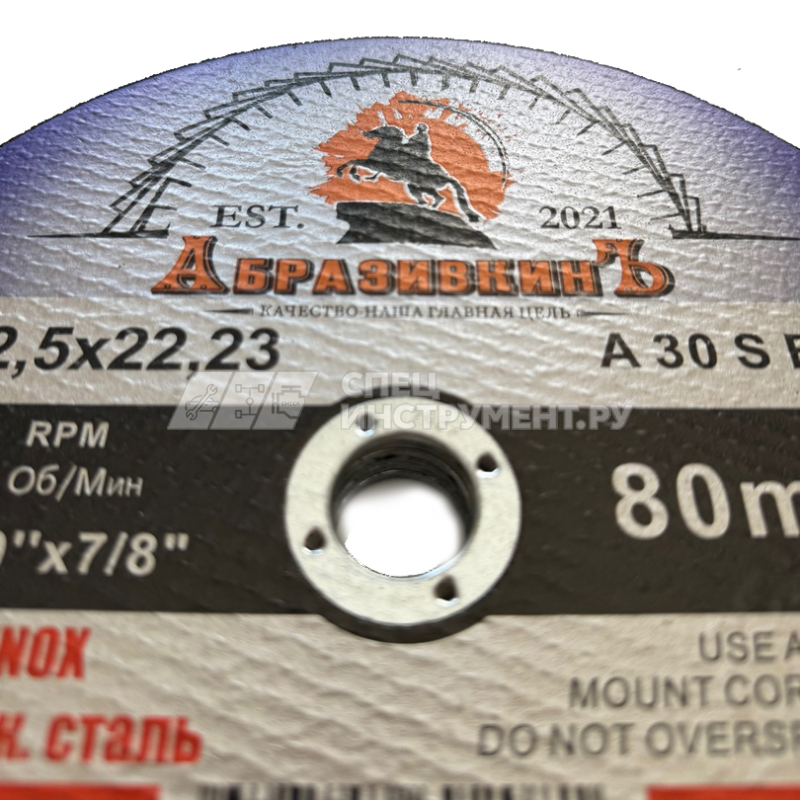 EST. 2021
АбразивкинЪ
КАЧЕСТВО-НАША ГЛАВНАЯ ЦЕЛЬ
2,5x22,23 A 30 S
СПЕЦ
ИНСТРУМЕНТ.РУ
RPM
Об/Мин
80m
"x7/8"
INOX
USE
MOUNT COR
К. сталь
DO NOT OVERSP